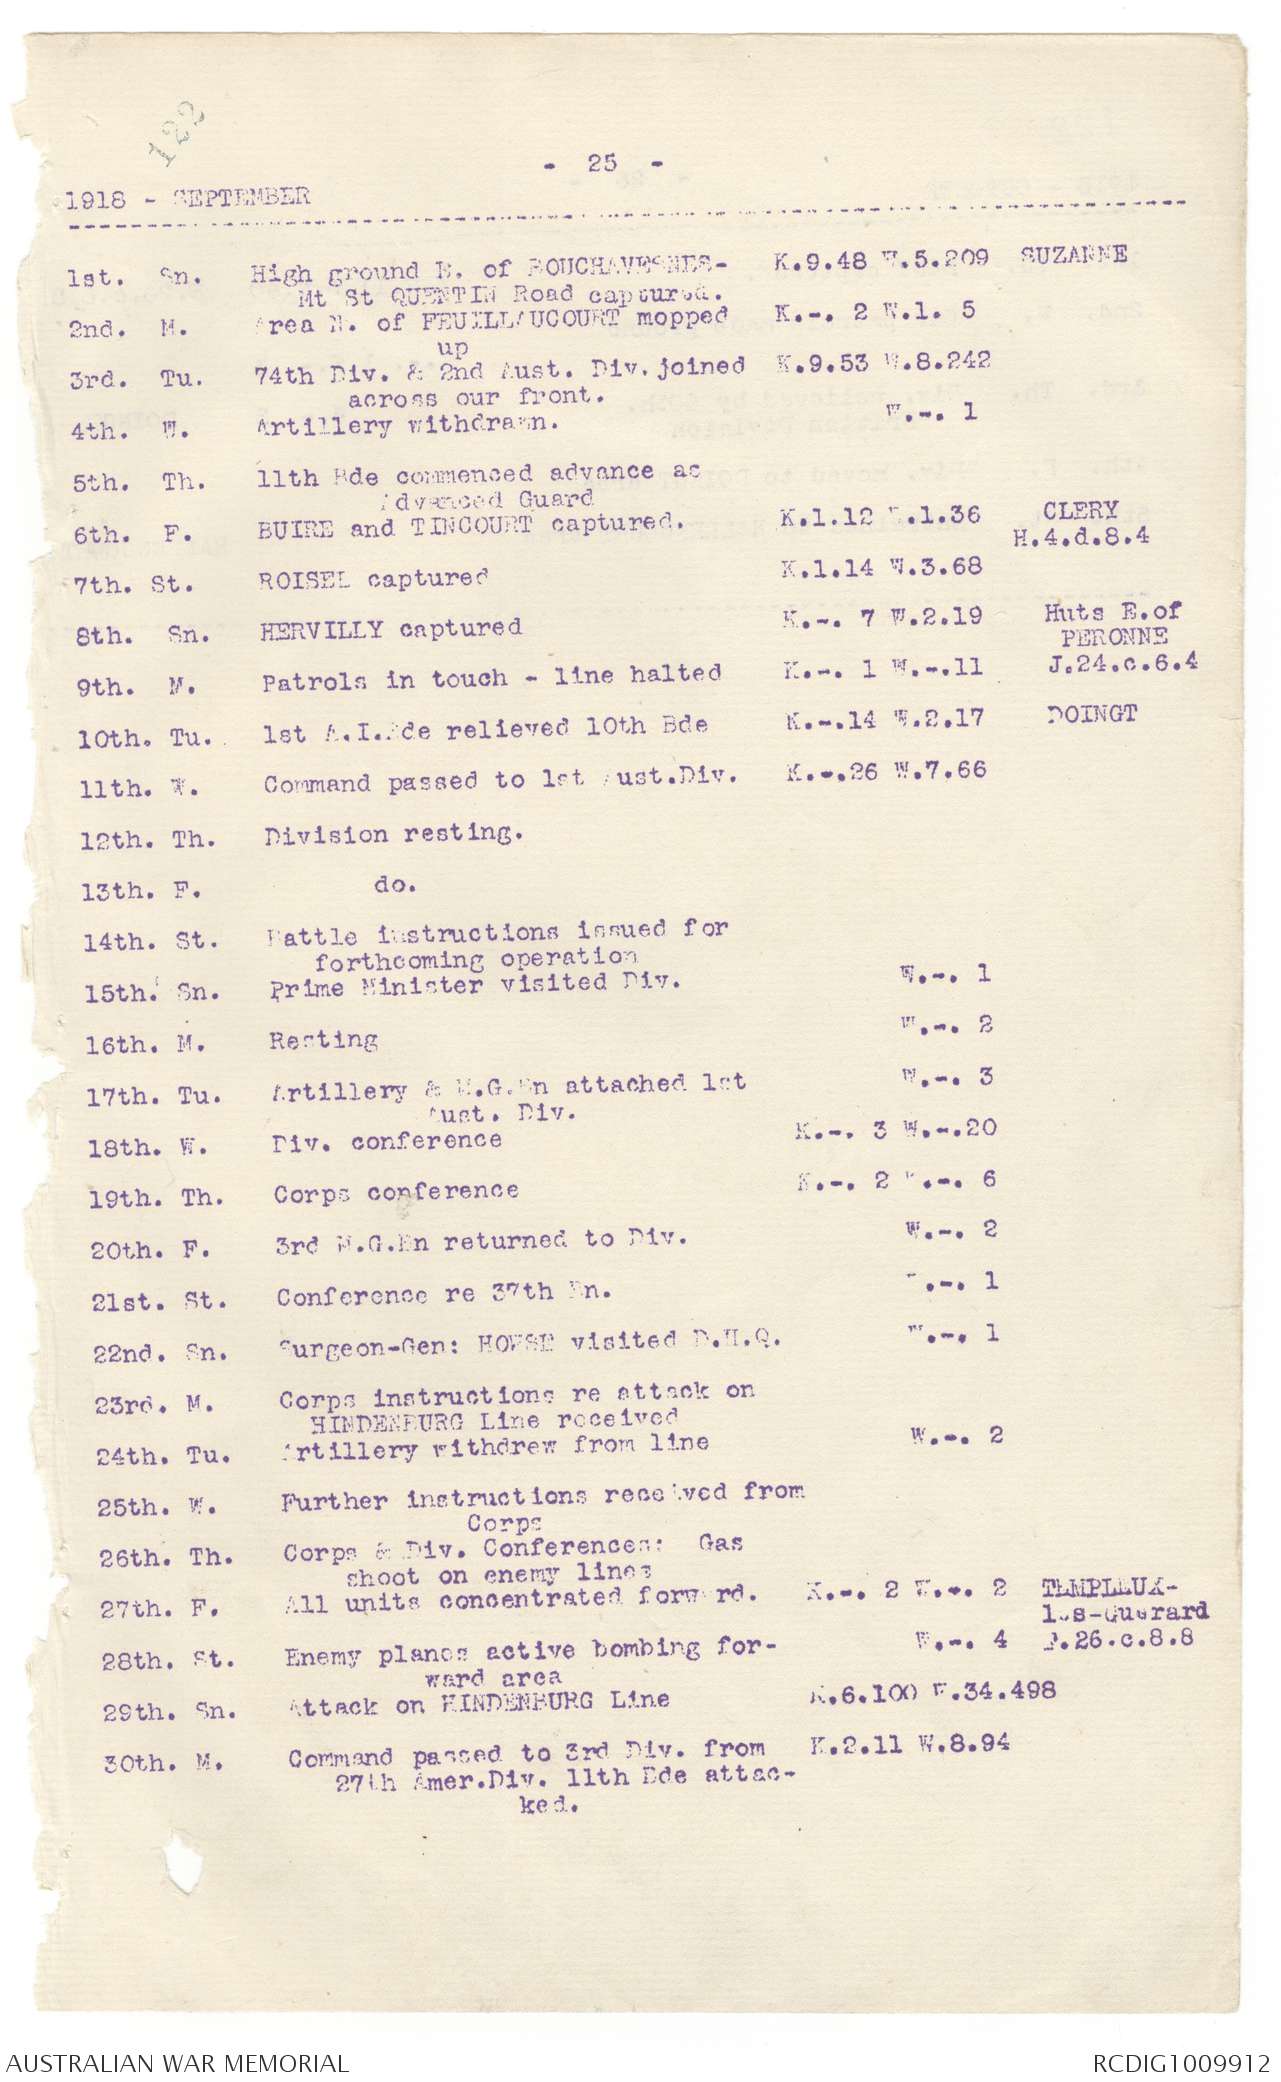 122
- 25 -
1918 - SEPTEMBER
1st. Sn. High ground E. of BOUCHAVESNES- K.9.48 W.5.209 SUZANNE
Mt St QUENTIN Road captured.
2nd. M. Area N. of FEUILLAUCOURT mopped K.-. 2 W.1. 5
up
3rd. Tu. 74th Div. & 2nd Aust. Div. joined K.9.53 W.8.242
across our front.
4th. W. Artillery withdrawn. W.-. 1
5th. Th. 11th Bde commenced advance as
Advanced Guard
6th. F. BUIRE and TINCOURT captured. K.1.12 W.1.36 CLERY
H.4.d.8.4
7th. St. ROISEL captured K.1.14 W.3.68
8th. Sn. HERVILLY captured K.-. 7 W.2.19 Huts E.of
PERONNE
9th. M. Patrols in touch - line halted K.-. 1 W.-.11 J.24.c.6.4
10th. Tu. 1st A.I.Bde relieved 10th Bde K.-.14 W.2.17 DOINGT
11th. W. Command passed to 1st Aust.Div. K.-.26 W.7.66
12th. Th. Division resting.
13th. F. do.
14th. St. Battle instructions issued for
forthcoming operation
15th. Sn. Prime Minister visited Div. W.-. 1
16th. M. Resting W.-. 2
17th. Tu. Artillery & M.G.Bn attached 1st W.-. 3
Aust. Div.
18th. W. Div. conference K.-. 3 W.-.20
19th. Th. Corps conference K.-. 2 W.-. 6
20th. F. 3rd M.G.Bn returned to Div. W.-. 2
21st. St. Conference re 37th Bn. W.-. 1
22nd. Sn. Surgeon-Gen: HOWSE visited D.H.Q. W.-. 1
23rd. M. Corps instructions re attack on
HINDENBURG Line received
24th. Tu. Artillery withdrew from line W.-. 2
25th. W. Further instructions received from
Corps
26th. Th. Corps & Div. Conferences: Gas
shoot on enemy lines
27th. F. All units concentrated forward. K.-. 2 W.-. 2 TEMPLEUX-
les-Guerard
28th. St. Enemy planes active bombing for- W.-. 4 F.26.c.8.8
ward area
29th. Sn. Attack on HINDENBURG Line K.6.100 W.34.498
30th. M. Command passed to 3rd Div. from K.2.11 W.8.94
27th Amer.Div. 11th Bde attac-
ked.
AUSTRALIAN WAR MEMORIAL RCDIG1009912